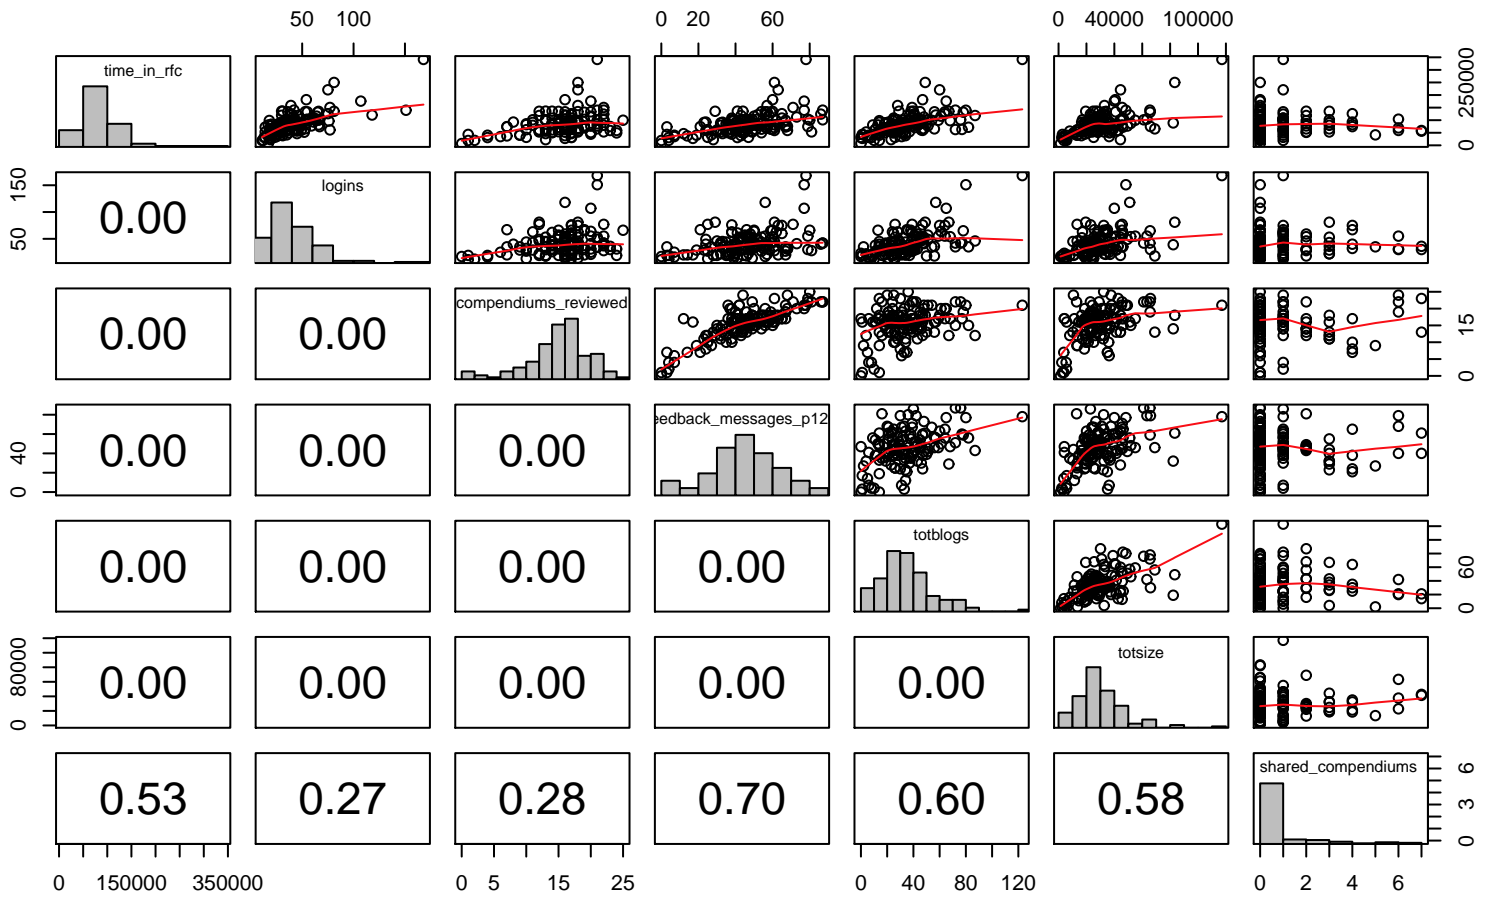 50 100 0 20 60 0 40000 100000
time_in_rfc
0 250000
50 150
logins
0.00
compendiums_reviewed
0.00 0.00
0 15
0 40
eedback_messages_p12
0.00 0.00 0.00
totblogs
0.00 0.00 0.00 0.00
0 60
0 80000
totsize
0.00 0.00 0.00 0.00 0.00
shared_compendiums
0.53 0.27 0.28 0.70 0.60 0.58
0 3 6
0 150000 350000 0 5 15 25 0 40 80 120 0 2 4 6